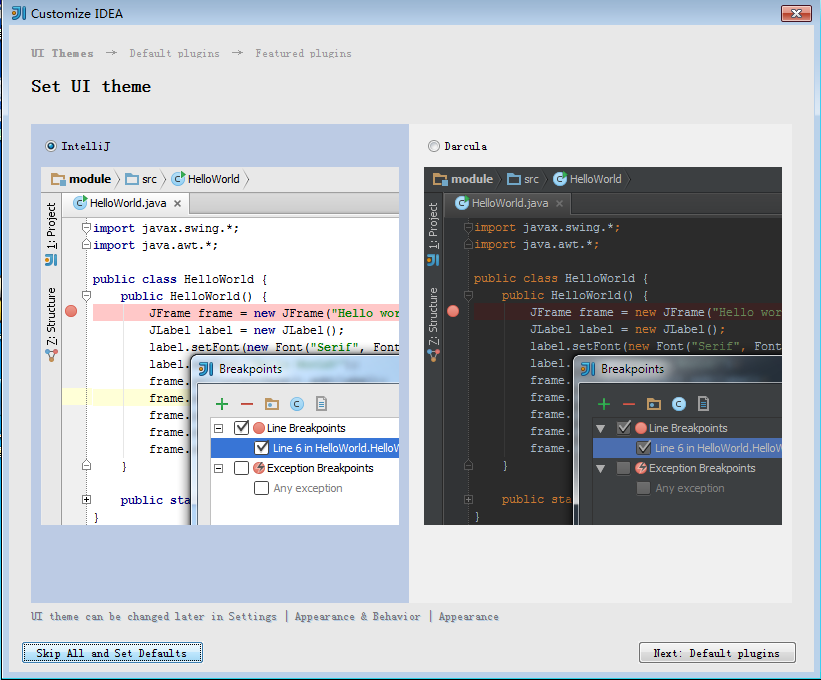 Customize IDEA
UI Themes → Default plugins → Featured plugins
Set UI theme
IntelliJ
module src HelloWorld
HelloWorld.java
1: Project
7: Structure
import javax.swing.*;
import java.awt.*;
public class HelloWorld {
public HelloWorld() {
JFrame frame = new JFrame("Hello wor
JLabel label = new JLabel();
label.setFont(new Font("Serif", Font
label.
frame.
frame.
frame.
frame.
frame.
}
public sta
}
Breakpoints
Line Breakpoints
Line 6 in HelloWorld.HelloW
Exception Breakpoints
Any exception
Darcula
module src HelloWorld
HelloWorld.java
1: Project
7: Structure
import javax.swing.*;
import java.awt.*;
public class HelloWorld {
public HelloWorld() {
JFrame frame = new JFrame("Hello wor
JLabel label = new JLabel();
label.setFont(new Font("Serif", Font
label.
frame.
frame.
frame.
frame.
frame.
}
public sta
}
Breakpoints
Line Breakpoints
Line 6 in HelloWorld.HelloW
Exception Breakpoints
Any exception
UI theme can be changed later in Settings | Appearance & Behavior | Appearance
Skip All and Set Defaults
Next: Default plugins